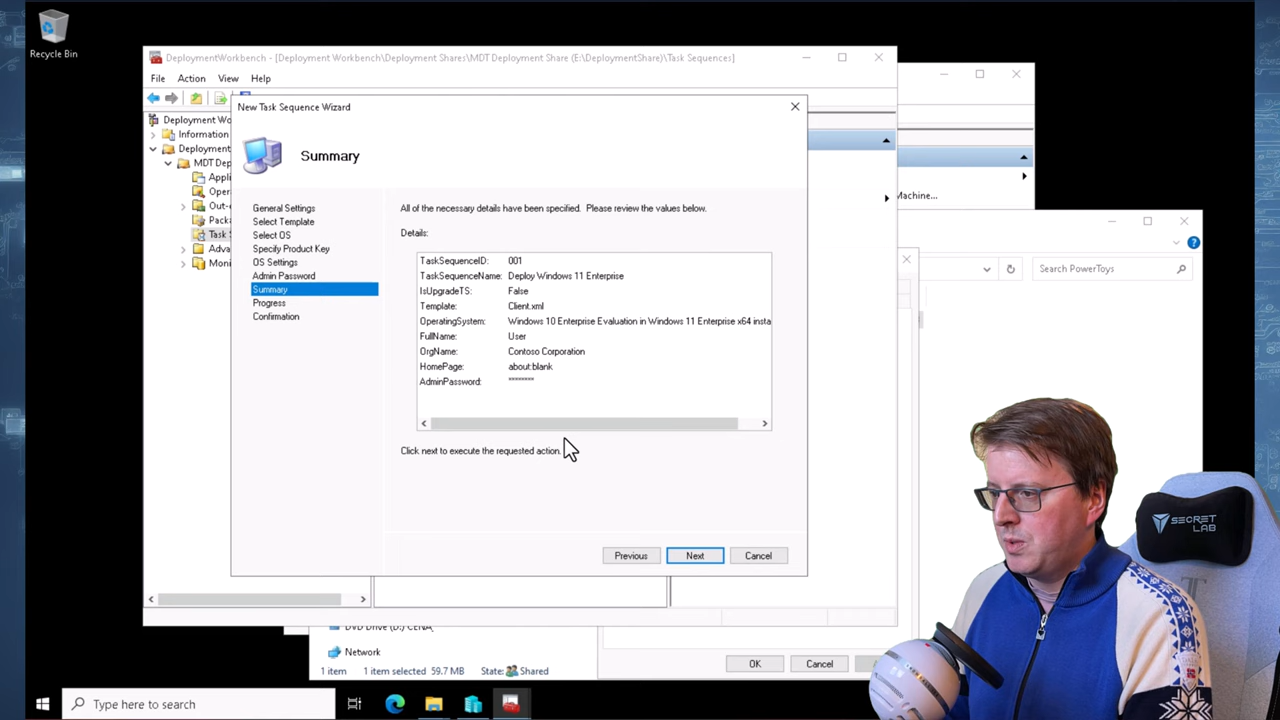 Recycle Bin
DeploymentWorkbench - [Deployment Workbench\Deployment Shares\MDT Deployment Share (E:\DeploymentShare)\Task Sequences]
File Action View Help
New Task Sequence Wizard
Summary
Deployment Wo
Information
Deployment
MDT Dep
Appli
Oper
Out-
Packa
Task S
Adva
Moni
General Settings
Select Template
Select OS
Specify Product Key
OS Settings
Admin Password
Summary
Progress
Confirmation
All of the necessary details have been specified. Please review the values below.
Details:
TaskSequenceID: 001
TaskSequenceName: Deploy Windows 11 Enterprise
IsUpgradeTS: False
Template: Client.xml
OperatingSystem: Windows 10 Enterprise Evaluation in Windows 11 Enterprise x64 insta
FullName: User
OrgName: Contoso Corporation
HomePage: about:blank
AdminPassword: ********
Click next to execute the requested action.
Previous Next Cancel
Machine...
Search PowerToys
Network
1 item 1 item selected 59.7 MB State: Shared
OK Cancel
Type here to search
SECRET
LAB